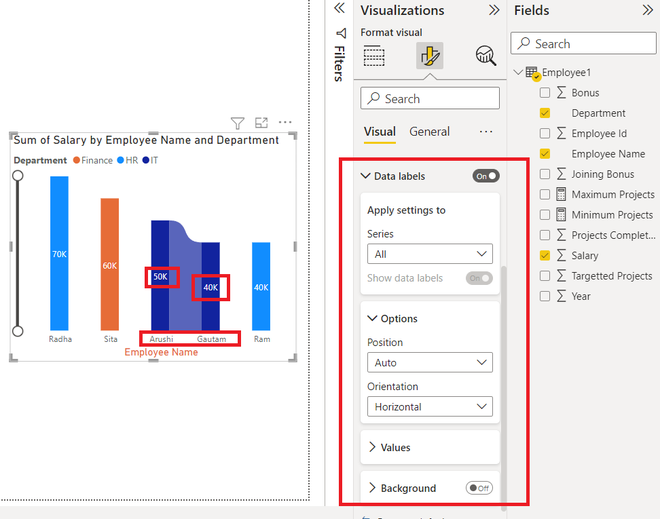 Sum of Salary by Employee Name and Department
Department Finance HR IT
70K
60K
50K
40K
40K
Radha Sita Arushi Gautam Ram
Employee Name
Filters
Visualizations
Format visual
Search
Visual General
Data labels On
Apply settings to
Series
All
Show data labels On
Options
Position
Auto
Orientation
Horizontal
Values
Background Off
Fields
Search
Employee1
Bonus
Department
Employee Id
Employee Name
Joining Bonus
Maximum Projects
Minimum Projects
Projects Complet...
Salary
Targetted Projects
Year